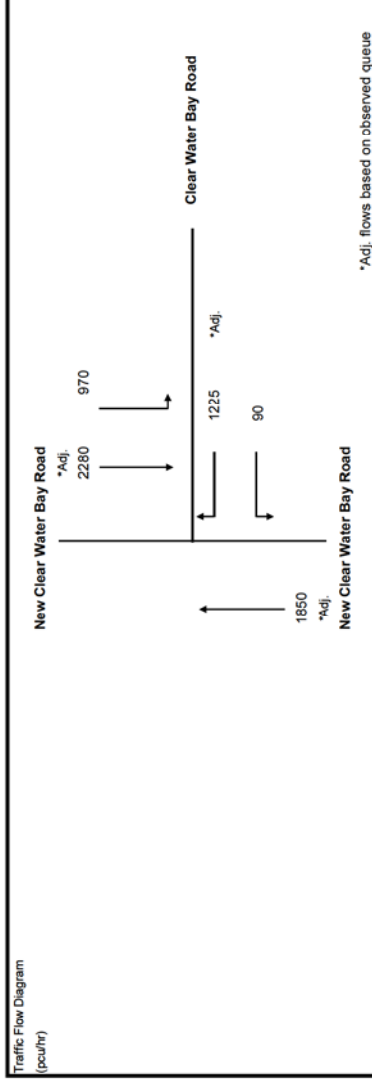 Traffic Flow Diagram
(pcu/hr)
New Clear Water Bay Road
*Adj.
2280
970
Clear Water Bay Road
*Adj.
1225
90
1850
*Adj.
New Clear Water Bay Road
*Adj. flows based on observed queue